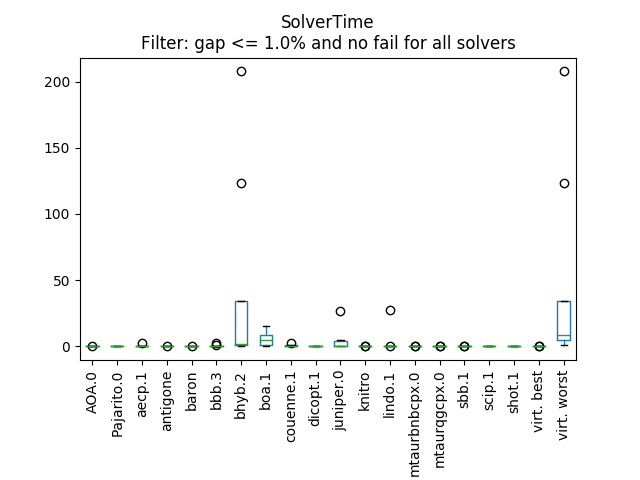 SolverTime
Filter: gap <= 1.0% and no fail for all solvers
200
150
100
50
0
AOA.0
Pajarito.0
aecp.1
antigone
baron
bbb.3
bhyb.2
boa.1
couenne.1
dicopt.1
juniper.0
knitro
lindo.1
mtaurbnbcpx.0
mtaurqgcpx.0
sbb.1
scip.1
shot.1
virt. best
virt. worst